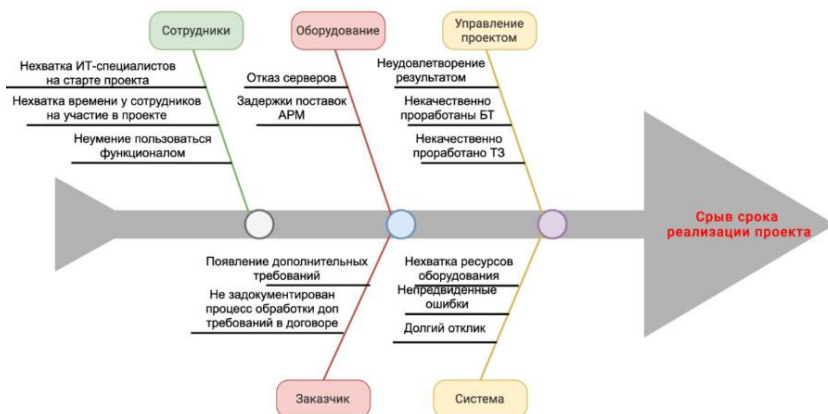 Сотрудники
Оборудование
Управление
проектом
Нехватка ИТ-специалистов
на старте проекта
Нехватка времени у сотрудников
на участие в проекте
Неумение пользоваться
функционалом
Отказ серверов
Задержки поставок
АРМ
Неудовлетворение
результатом
Некачественно
проработаны БТ
Некачественно
проработано ТЗ
Срыв срока
реализации проекта
Появление дополнительных
требований
Не задокументирован
процесс обработки доп
требований в договоре
Нехватка ресурсов
оборудования
Непредвиденные
ошибки
Долгий отклик
Заказчик
Система